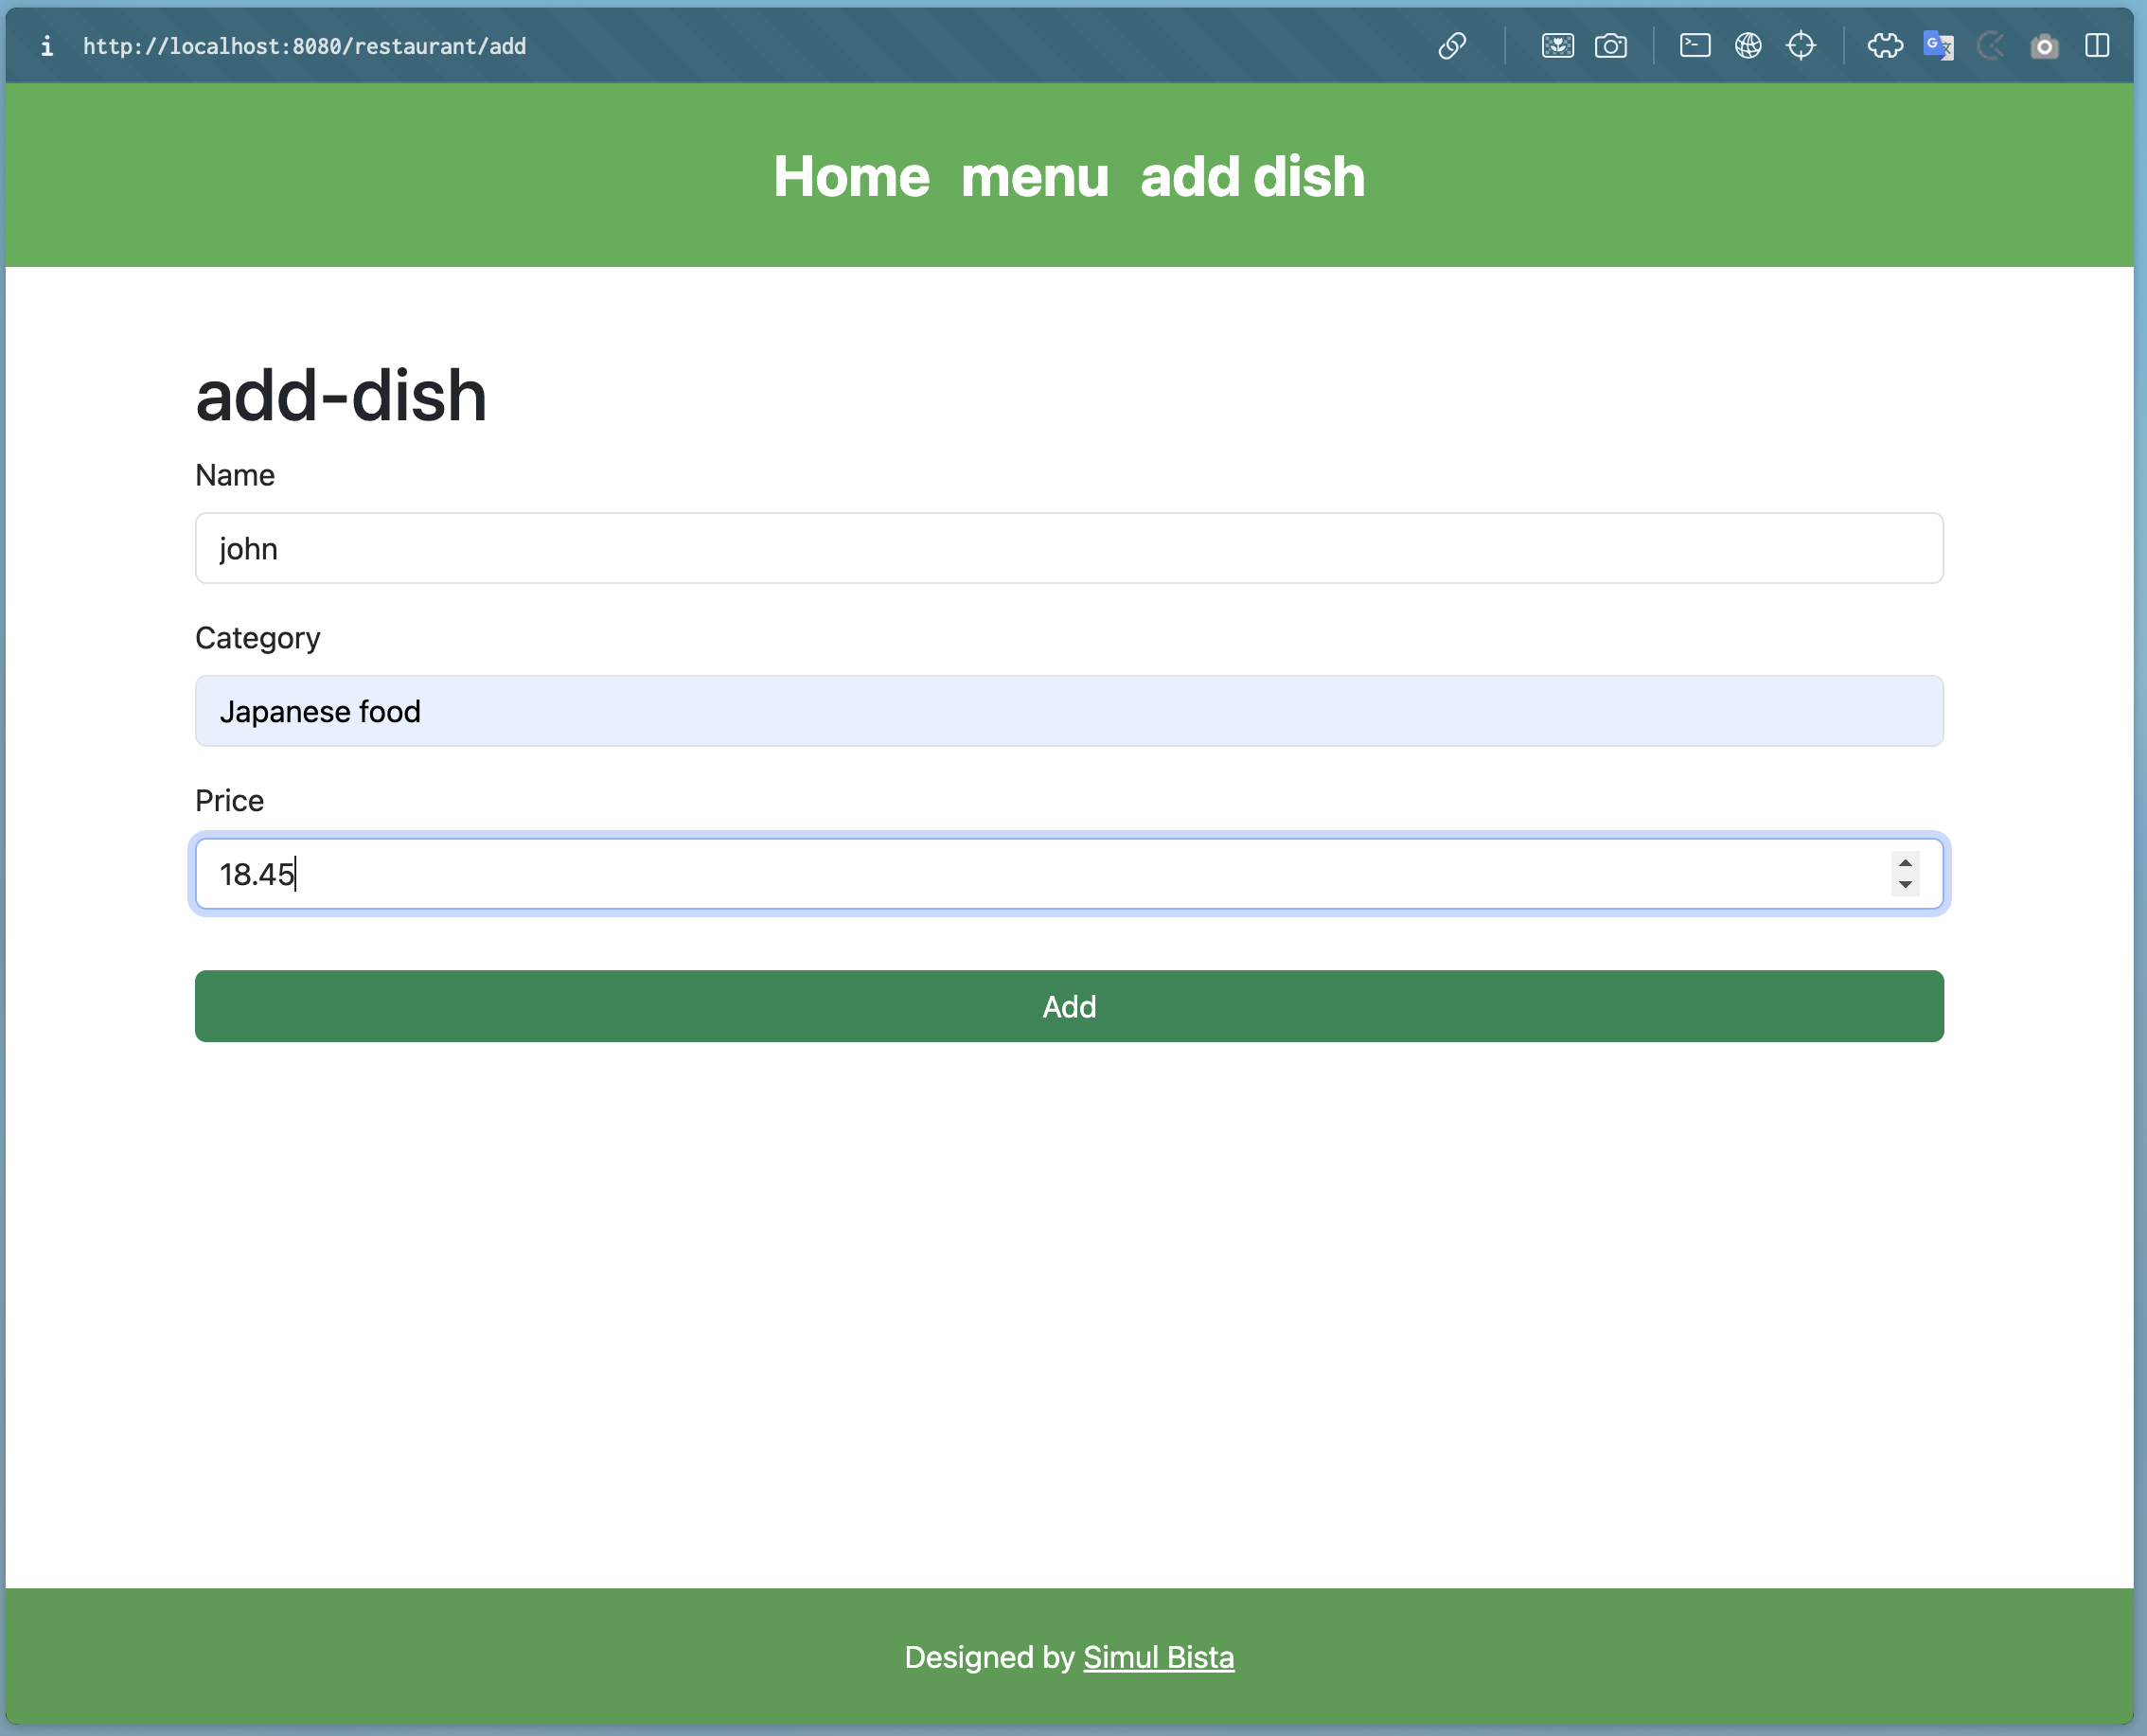 http://localhost:8080/restaurant/add
Home menu add dish
add-dish
Name
john
Category
Japanese food
Price
18.45
Add
Designed by Simul Bista